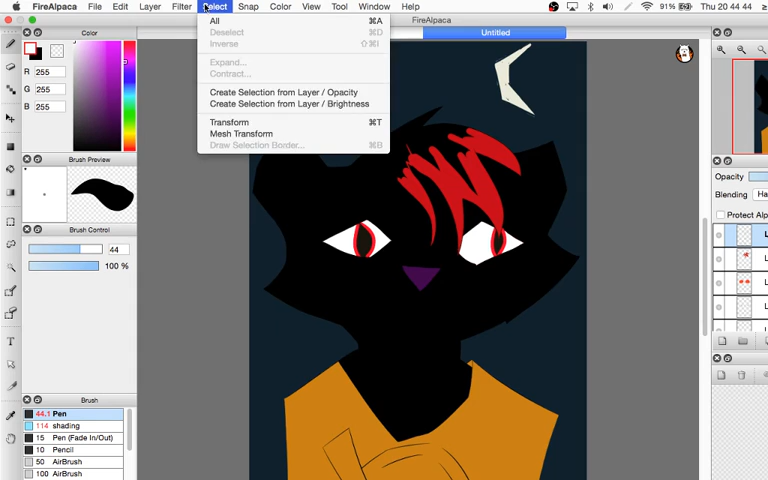 FireAlpaca File Edit Layer Filter Select Snap Color Tool View Window Help 91% Thu 20 44 44
FireAlpaca
Untitled
All ⌘A
Deselect ⌘D
Inverse ⇧⌘I
Expand...
Contract...
Create Selection from Layer / Opacity
Create Selection from Layer / Brightness
Transform ⌘T
Mesh Transform
Draw Selection Border... ⌘B
Color
R 255
G 255
B 255
Brush Preview
Brush Control
44
100 %
Brush
44.1 Pen
114 shading
15 Pen (Fade In/Out)
10 Pencil
50 AirBrush
100 AirBrush
Opacity
Blending Ha
Protect Alp
L
L
L
L
T